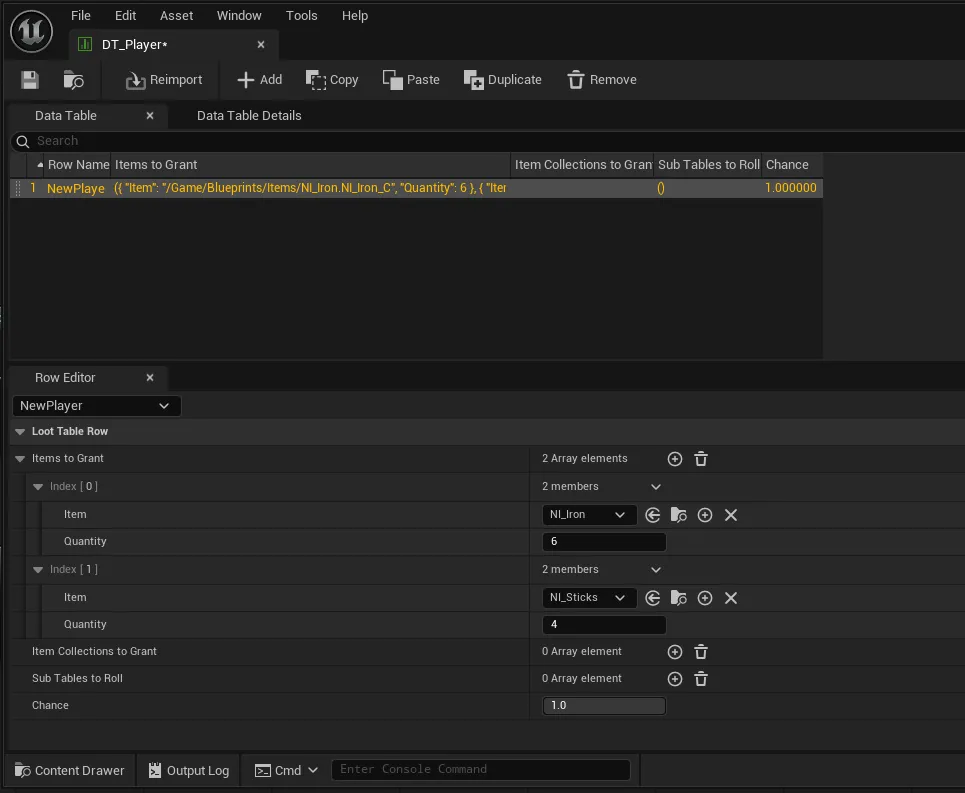 File Edit Asset Window Tools Help
DT_Player*
Reimport Add Copy Paste Duplicate Remove
Data Table Data Table Details
Search
Row Name Items to Grant Item Collections to Gran Sub Tables to Roll Chance
1 NewPlaye ({ "Item": "/Game/Blueprints/Items/NI_Iron.NI_Iron_C", "Quantity": 6 }, { "Iter () 1.000000
Row Editor
NewPlayer
Loot Table Row
Items to Grant 2 Array elements
Index [ 0 ] 2 members
Item NI_Iron
Quantity 6
Index [ 1 ] 2 members
Item NI_Sticks
Quantity 4
Item Collections to Grant 0 Array element
Sub Tables to Roll 0 Array element
Chance 1.0
Content Drawer Output Log Cmd Enter Console Command